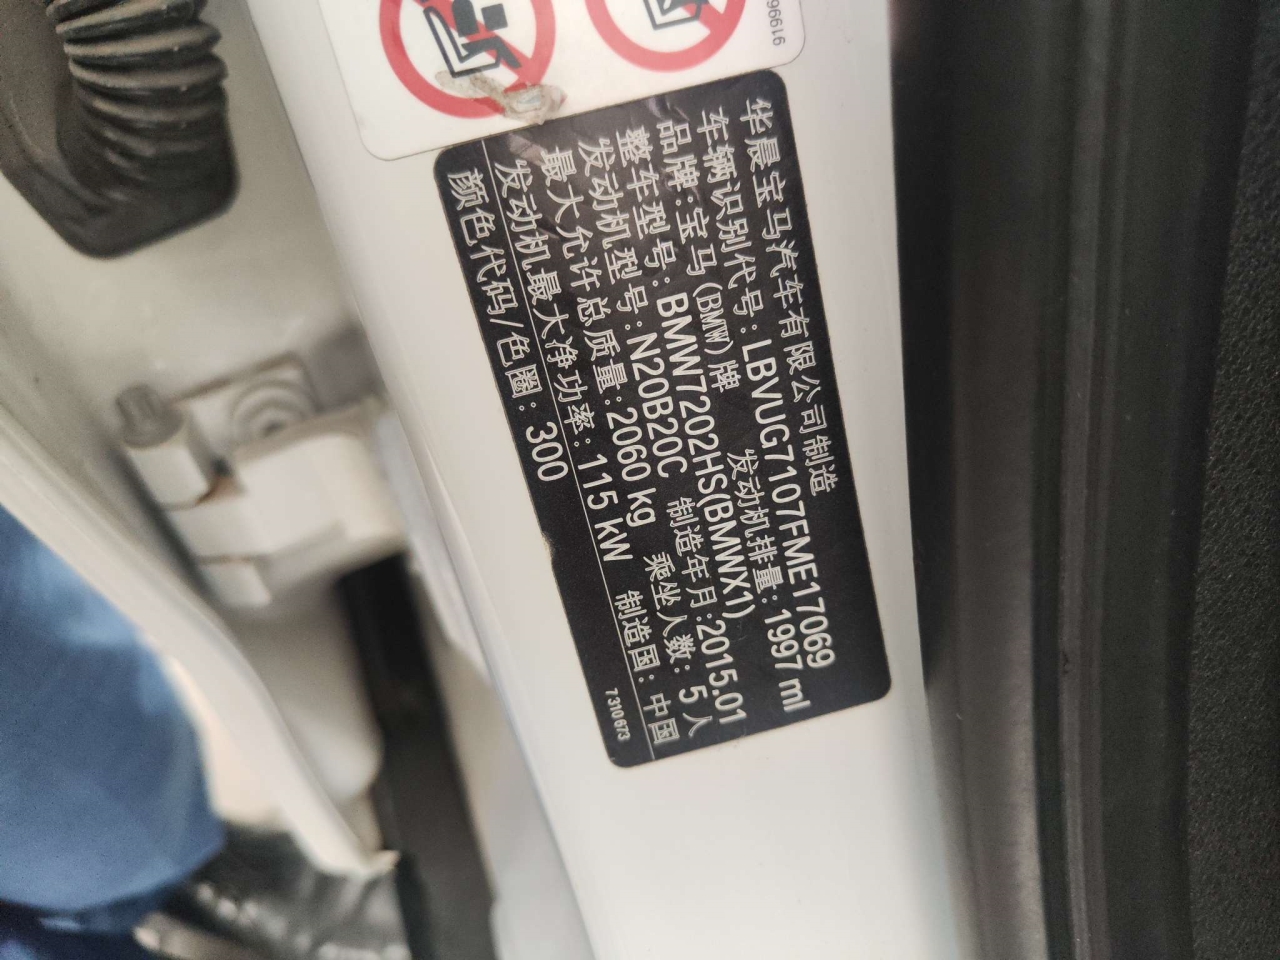 91996
华晨宝马汽车有限公司制造
车辆识别代号:LBVUG7107FME17069
品牌:宝马(BMW)牌 发动机排量:1997 ml
整车型号:BMW7202HS(BMWX1)
发动机型号:N20B20C 制造年月:2015.01
最大允许总质量:2060 kg 乘坐人数:5人
发动机最大净功率:115 kW 制造国:中国
颜色代码/色圈:300 7310673